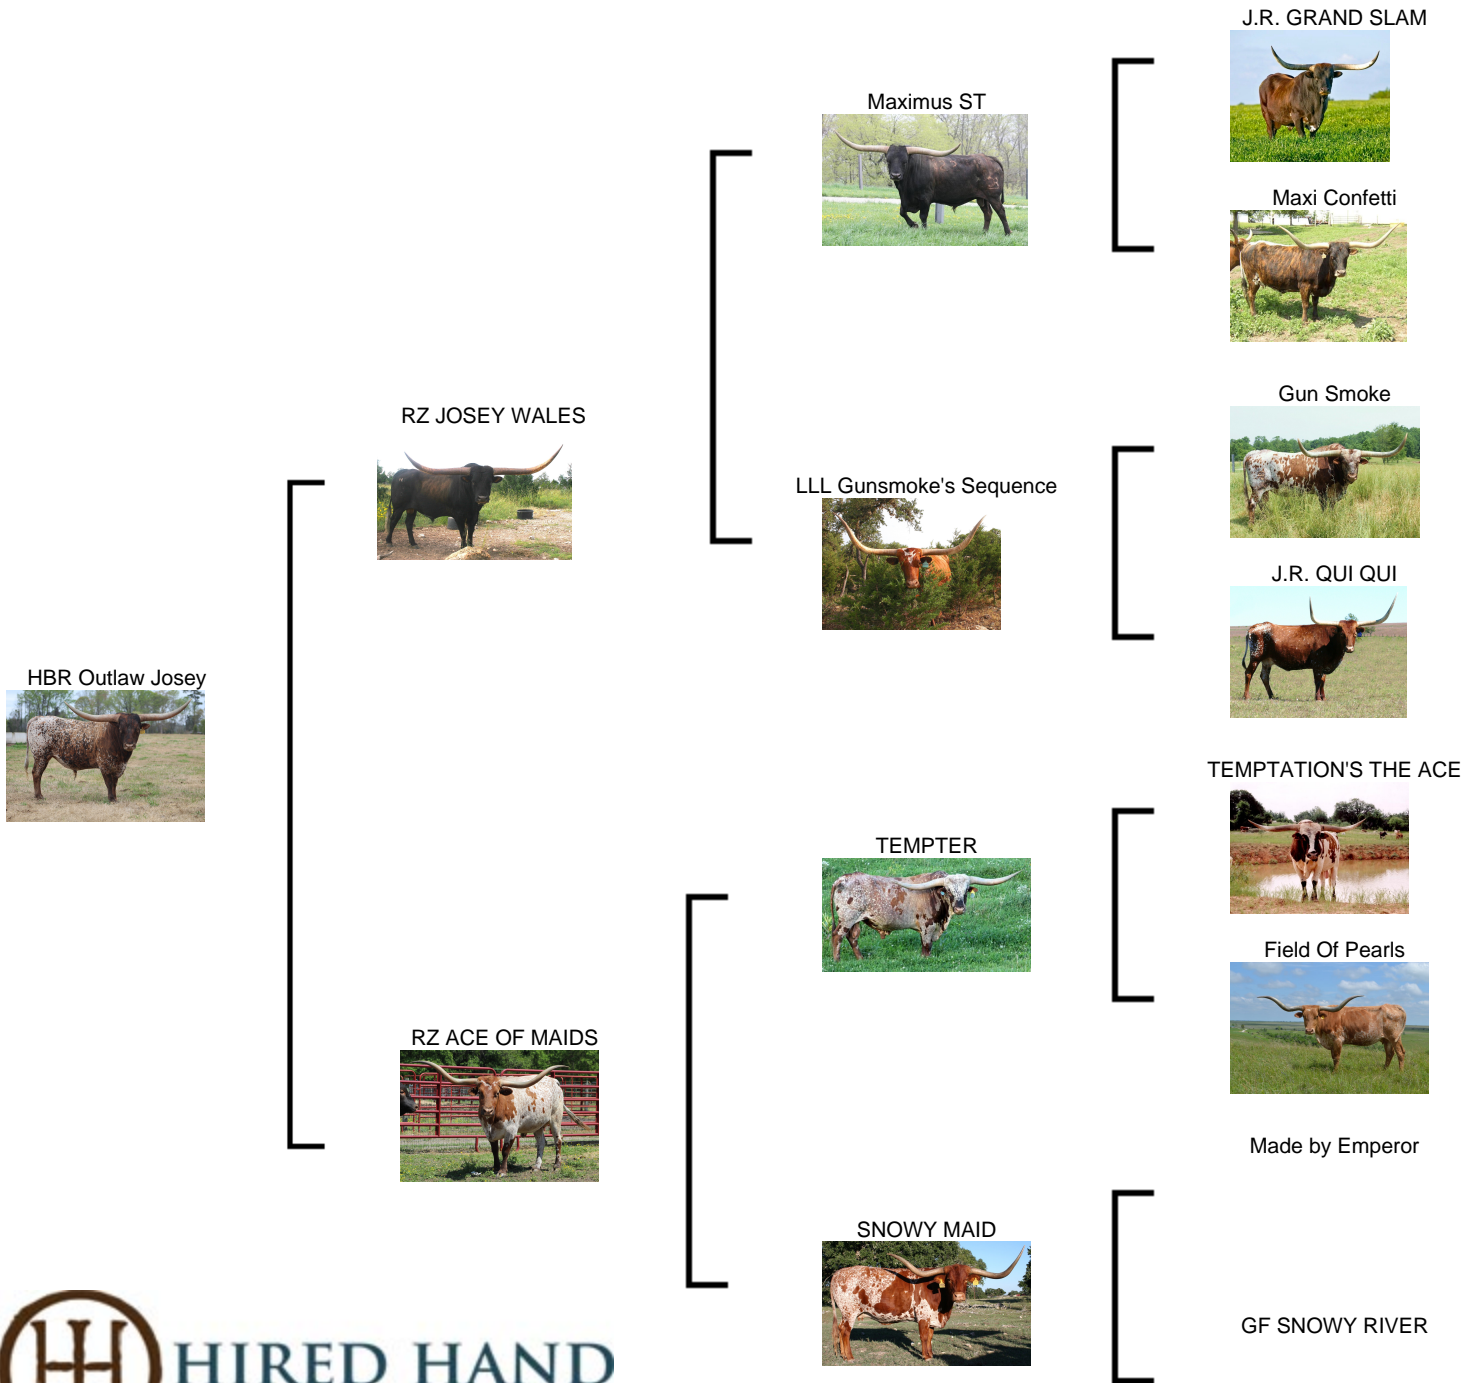 J.R. GRAND SLAM
Maximus ST
Maxi Confetti
Gun Smoke
RZ JOSEY WALES
LLL Gunsmoke's Sequence
J.R. QUI QUI
HBR Outlaw Josey
TEMPTATION'S THE ACE
TEMPTER
Field Of Pearls
RZ ACE OF MAIDS
Made by Emperor
SNOWY MAID
GF SNOWY RIVER
HIRED HAND